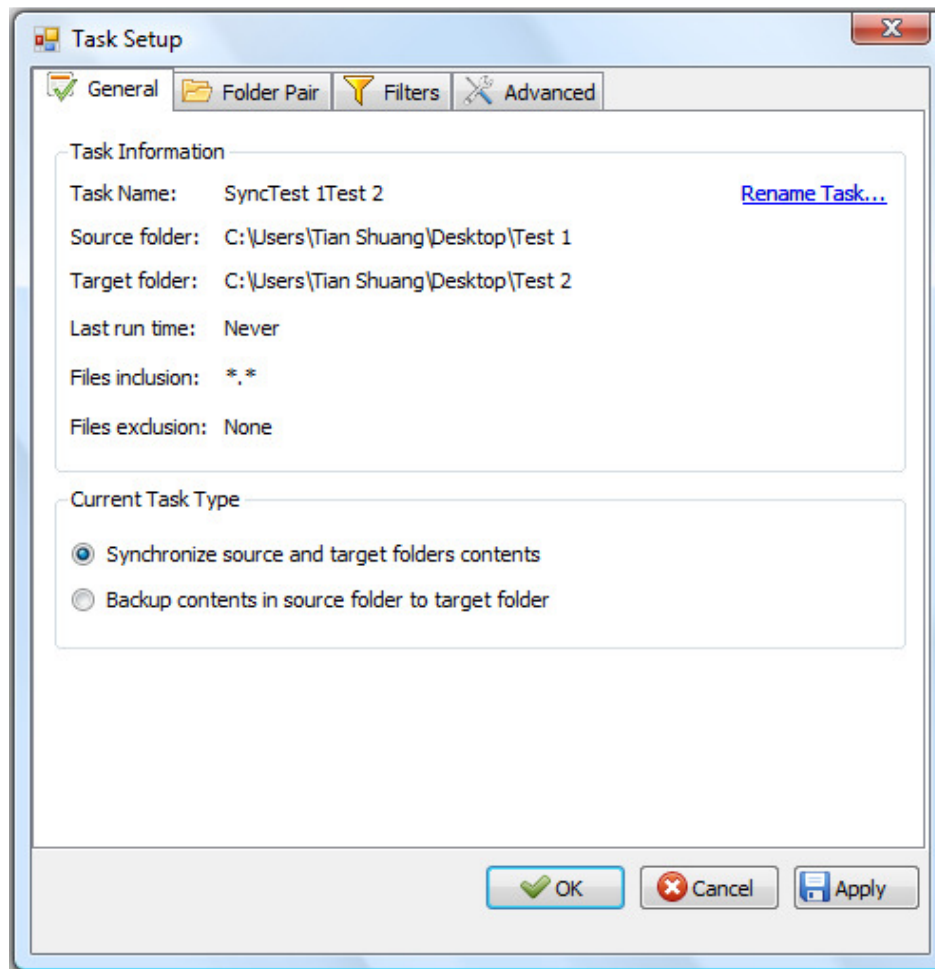 Task Setup
General Folder Pair Filters Advanced
Task Information
Task Name: SyncTest 1Test 2 Rename Task...
Source folder: C:\Users\Tian Shuang\Desktop\Test 1
Target folder: C:\Users\Tian Shuang\Desktop\Test 2
Last run time: Never
Files inclusion: *.*
Files exclusion: None
Current Task Type
Synchronize source and target folders contents
Backup contents in source folder to target folder
OK Cancel Apply